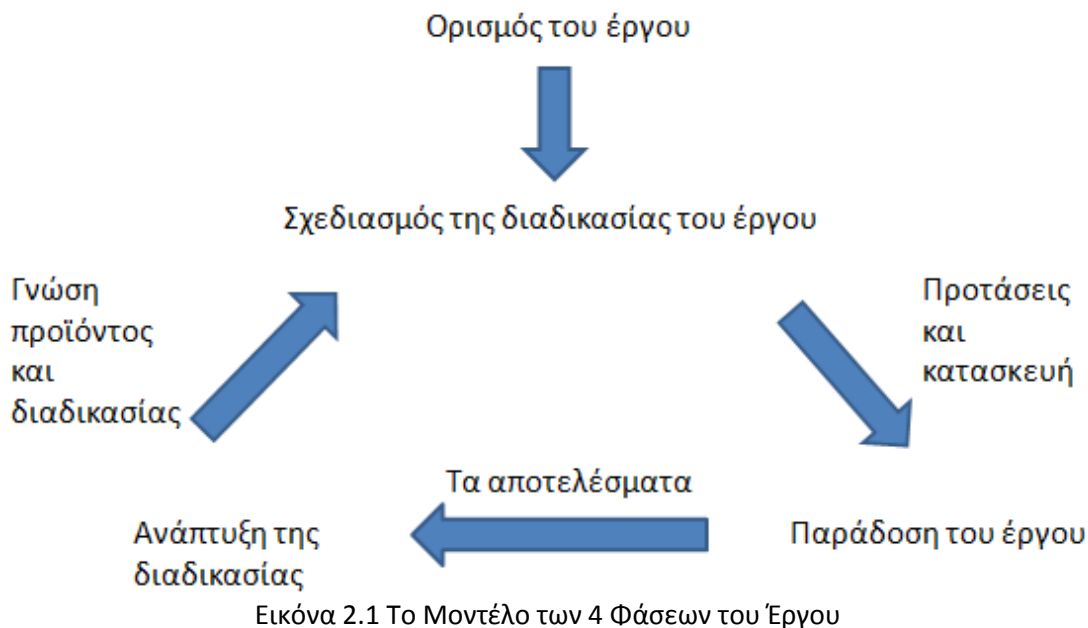 Ορισμός του έργου
Σχεδιασμός της διαδικασίας του έργου
Γνώση
προϊόντος
και
διαδικασίας
Προτάσεις
και
κατασκευή
Τα αποτελέσματα
Ανάπτυξη της
διαδικασίας
Παράδοση του έργου
Εικόνα 2.1 Το Μοντέλο των 4 Φάσεων του Έργου